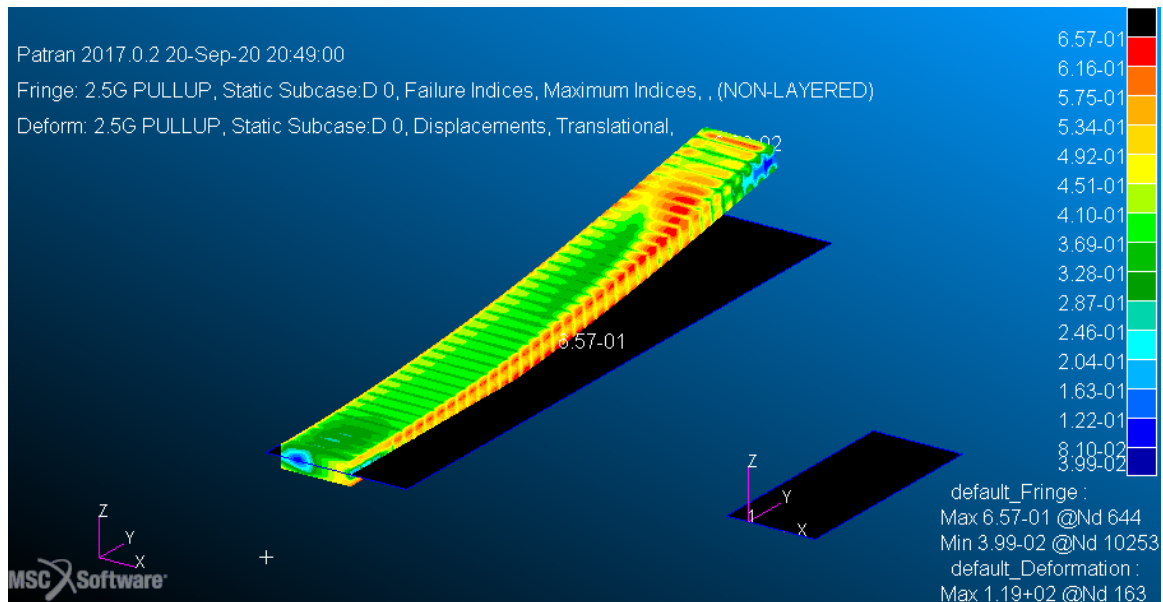 Patran 2017.0.2 20-Sep-20 20:49:00
Fringe: 2.5G PULLUP, Static Subcase:D 0, Failure Indices, Maximum Indices, , (NON-LAYERED)
Deform: 2.5G PULLUP, Static Subcase:D 0, Displacements, Translational,
6.57-01
6.16-01
5.75-01
5.34-01
4.92-01
4.51-01
4.10-01
3.69-01
3.28-01
2.87-01
2.46-01
2.04-01
1.63-01
1.22-01
8.10-02
3.99-02
6.57-01
Z
Y
X
Z
Y
X
1
default_Fringe :
Max 6.57-01 @Nd 644
Min 3.99-02 @Nd 10253
default_Deformation :
Max 1.19+02 @Nd 163
MSC Software